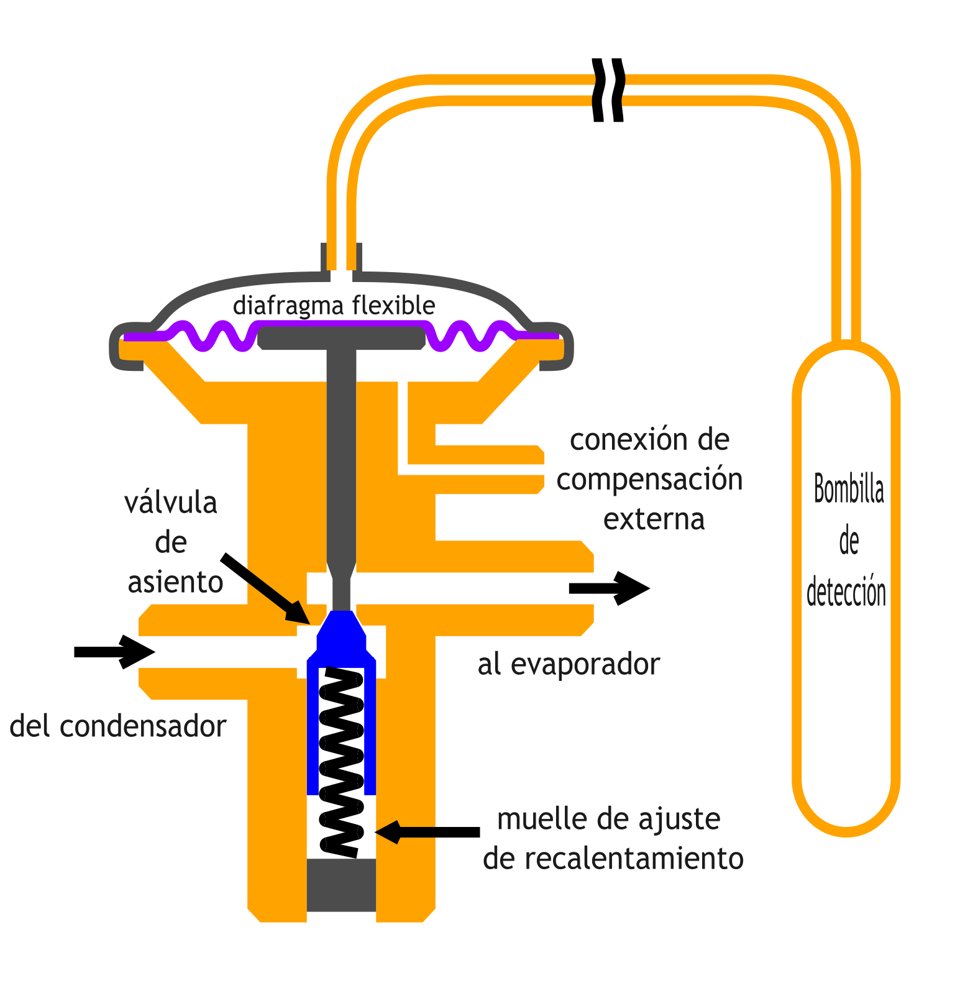 diafragma flexible
conexión de
compensación
externa
válvula
de
asiento
Bombilla
de
detección
al evaporador
del condensador
muelle de ajuste
de recalentamiento